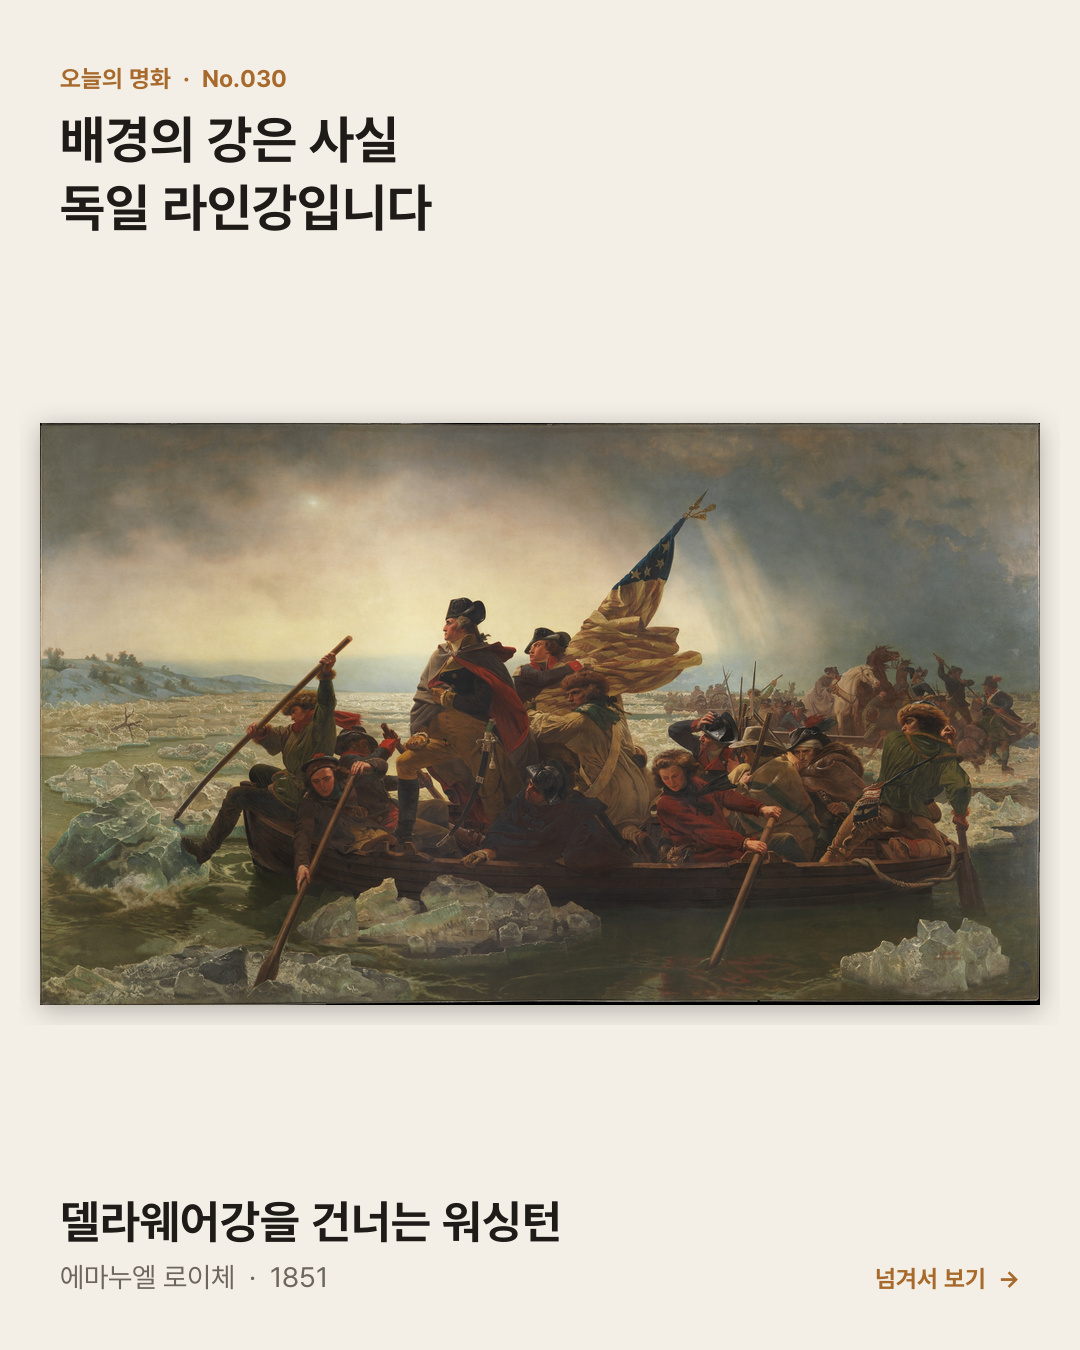 오늘의 명화 · No.030
배경의 강은 사실
독일 라인강입니다
델라웨어강을 건너는 워싱턴
에마누엘 로이체 · 1851
넘겨서 보기 →